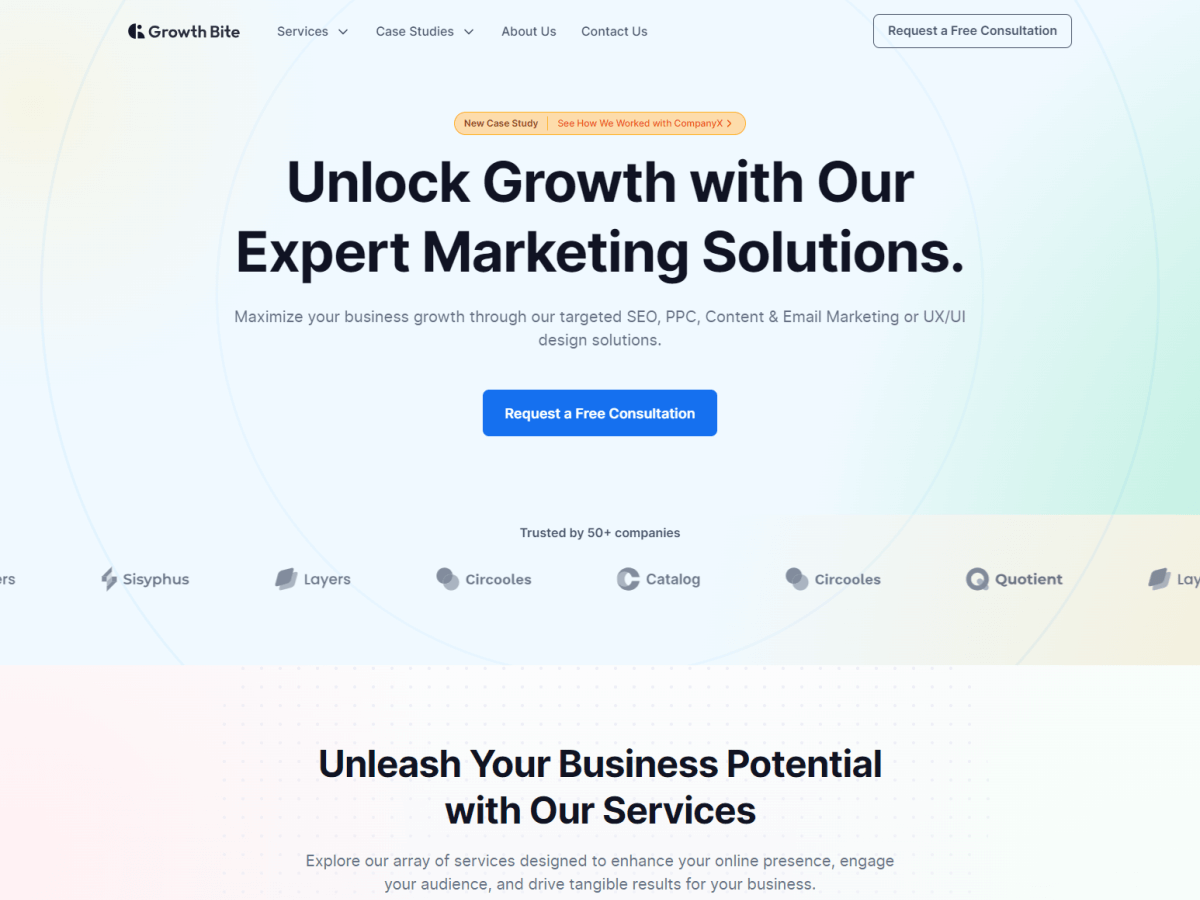 Growth Bite
Services
Case Studies
About Us
Contact Us
Request a Free Consultation
New Case Study
See How We Worked with CompanyX
Unlock Growth with Our
Expert Marketing Solutions.
Maximize your business growth through our targeted SEO, PPC, Content & Email Marketing or UX/UI
design solutions.
Request a Free Consultation
Trusted by 50+ companies
ers
Sisyphus
Layers
Circooles
Catalog
Circooles
Quotient
Lay
Unleash Your Business Potential
with Our Services
Explore our array of services designed to enhance your online presence, engage
your audience, and drive tangible results for your business.